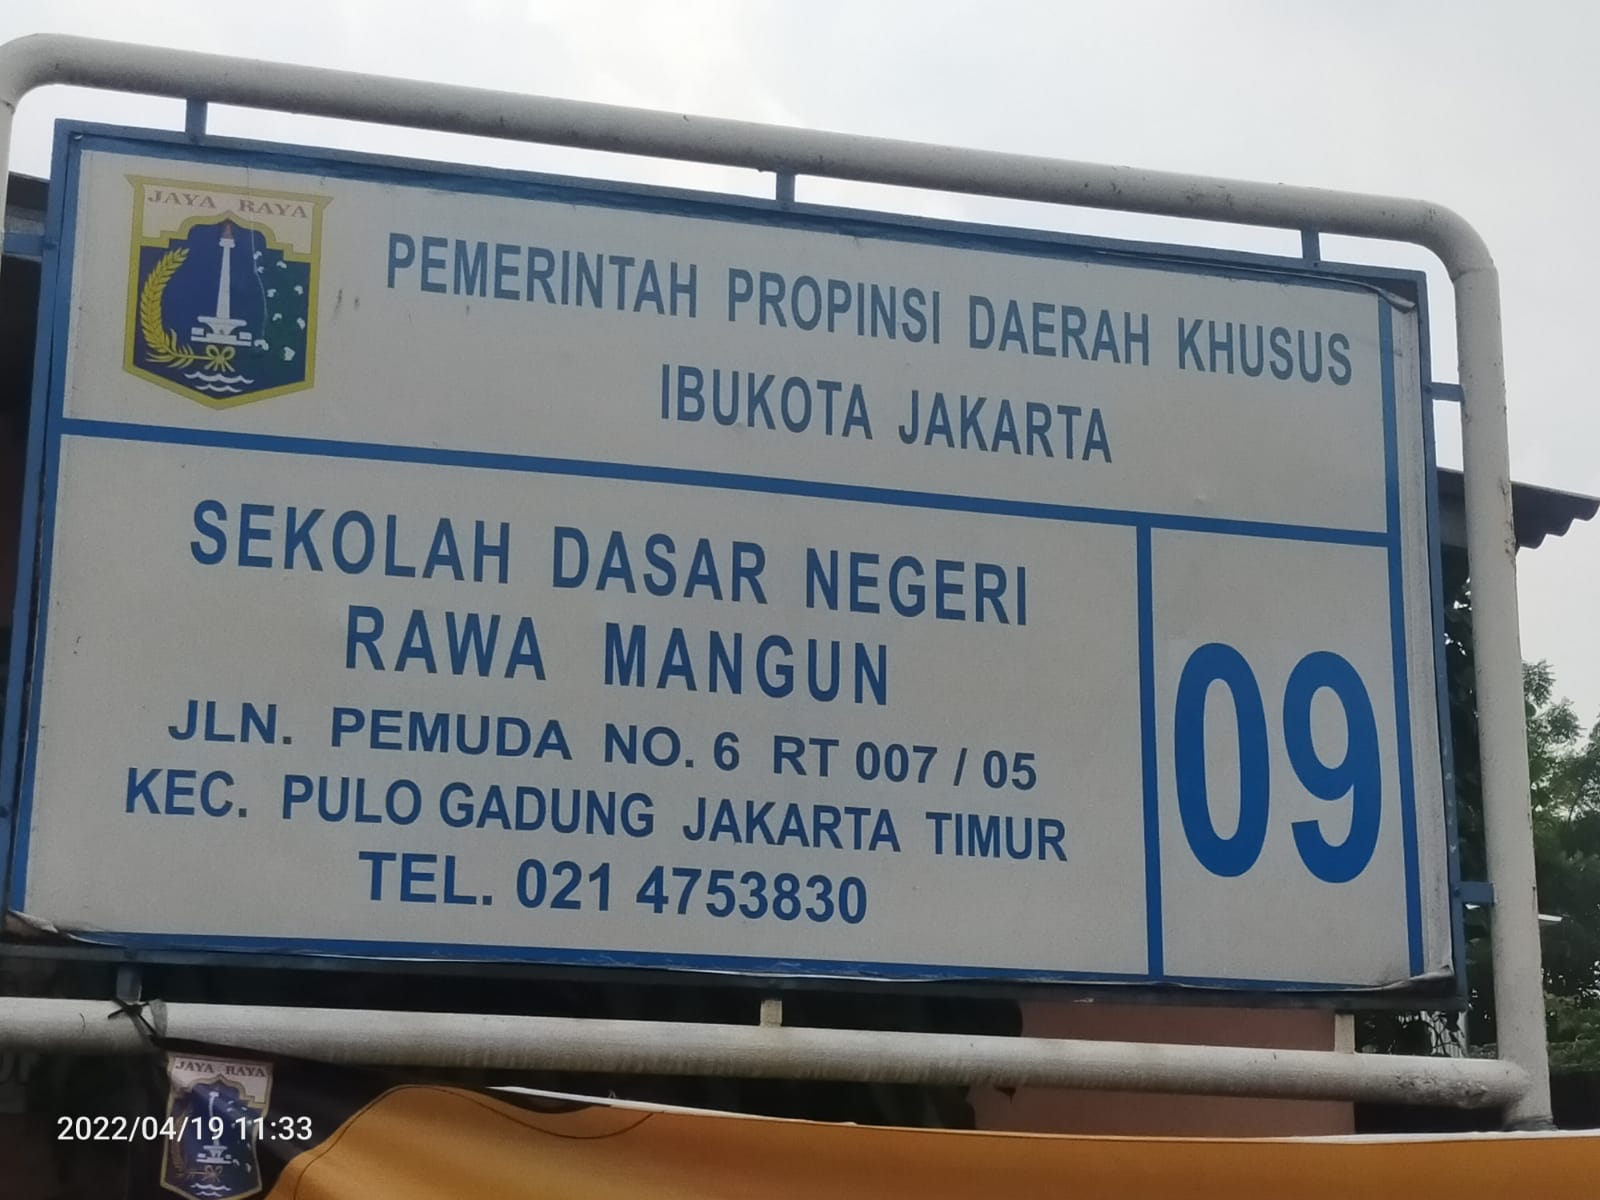 JAYA RAYA
PEMERINTAH PROPINSI DAERAH KHUSUS
IBUKOTA JAKARTA
SEKOLAH DASAR NEGERI
RAWA MANGUN
JLN. PEMUDA NO. 6 RT 007 / 05
KEC. PULO GADUNG JAKARTA TIMUR
TEL. 021 4753830
09
JAYA RAYA
2022/04/19 11:33